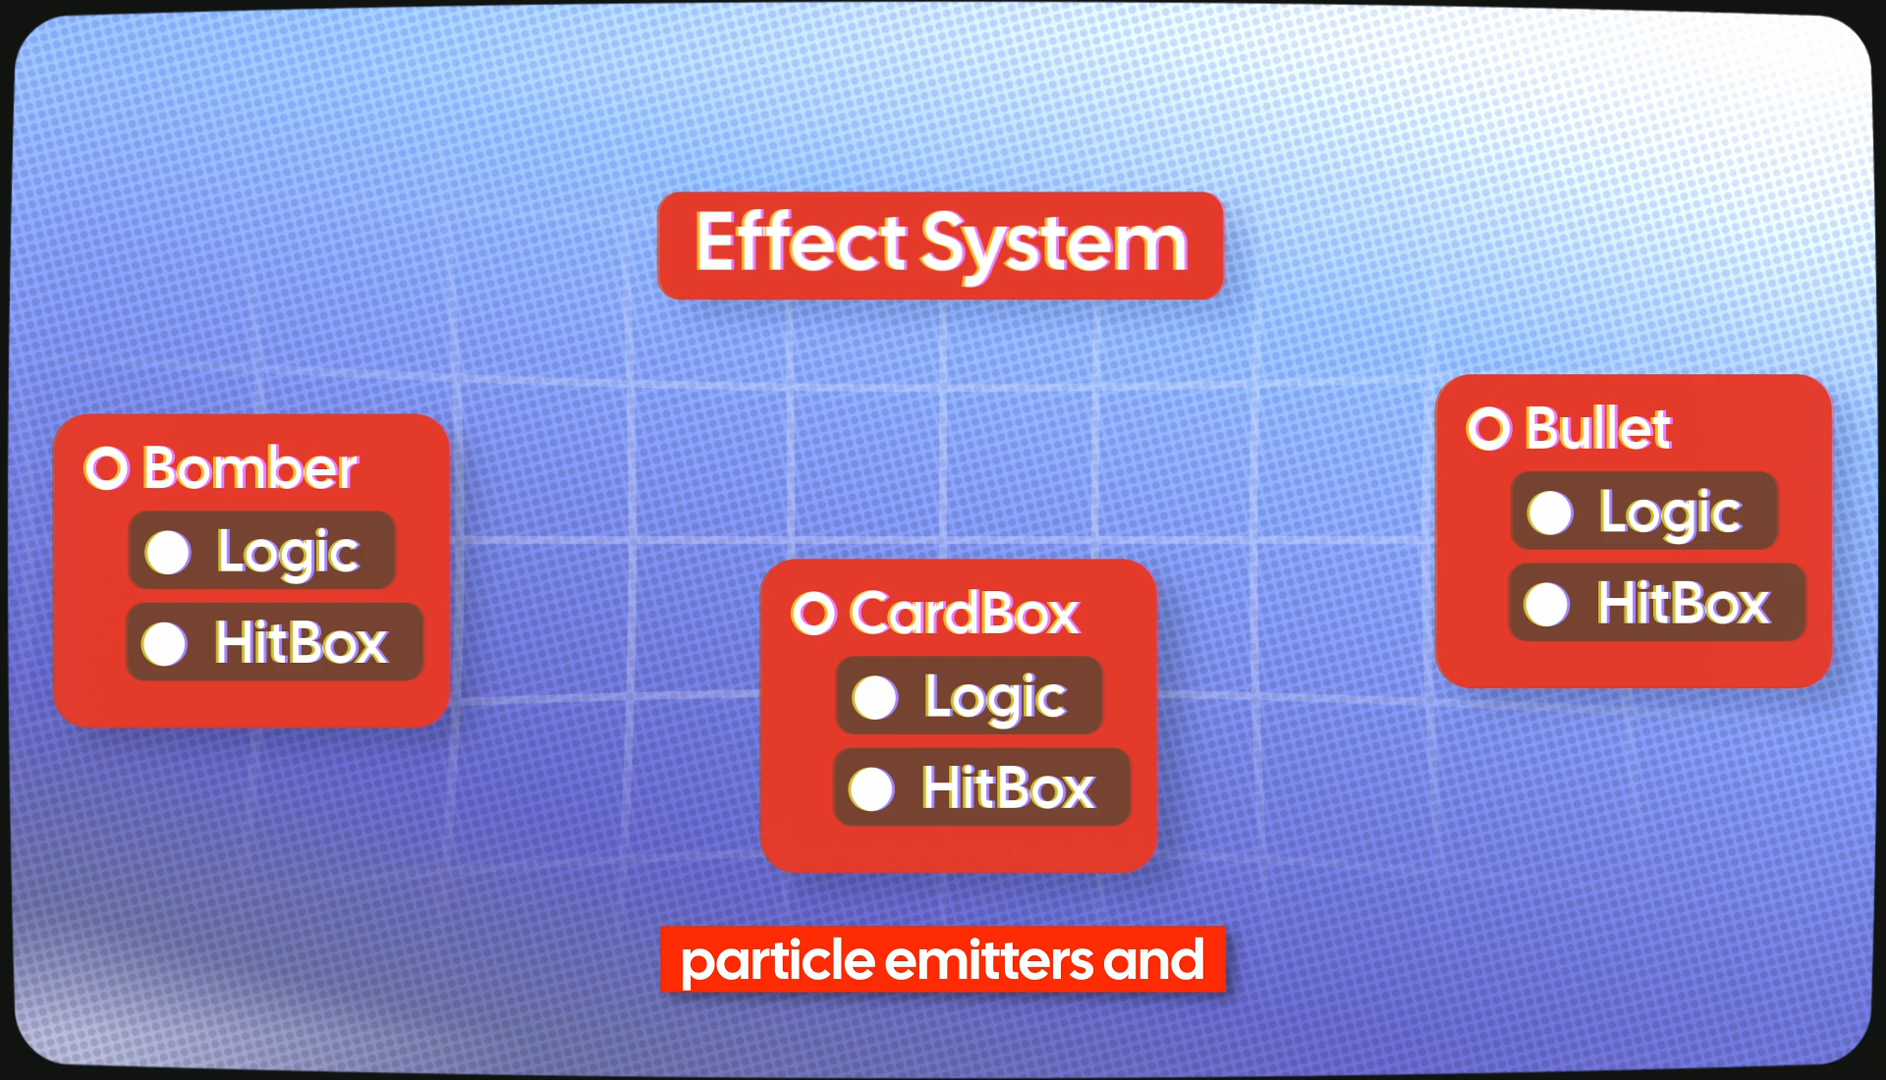 Effect System
Bomber
Logic
HitBox
CardBox
Logic
HitBox
Bullet
Logic
HitBox
particle emitters and